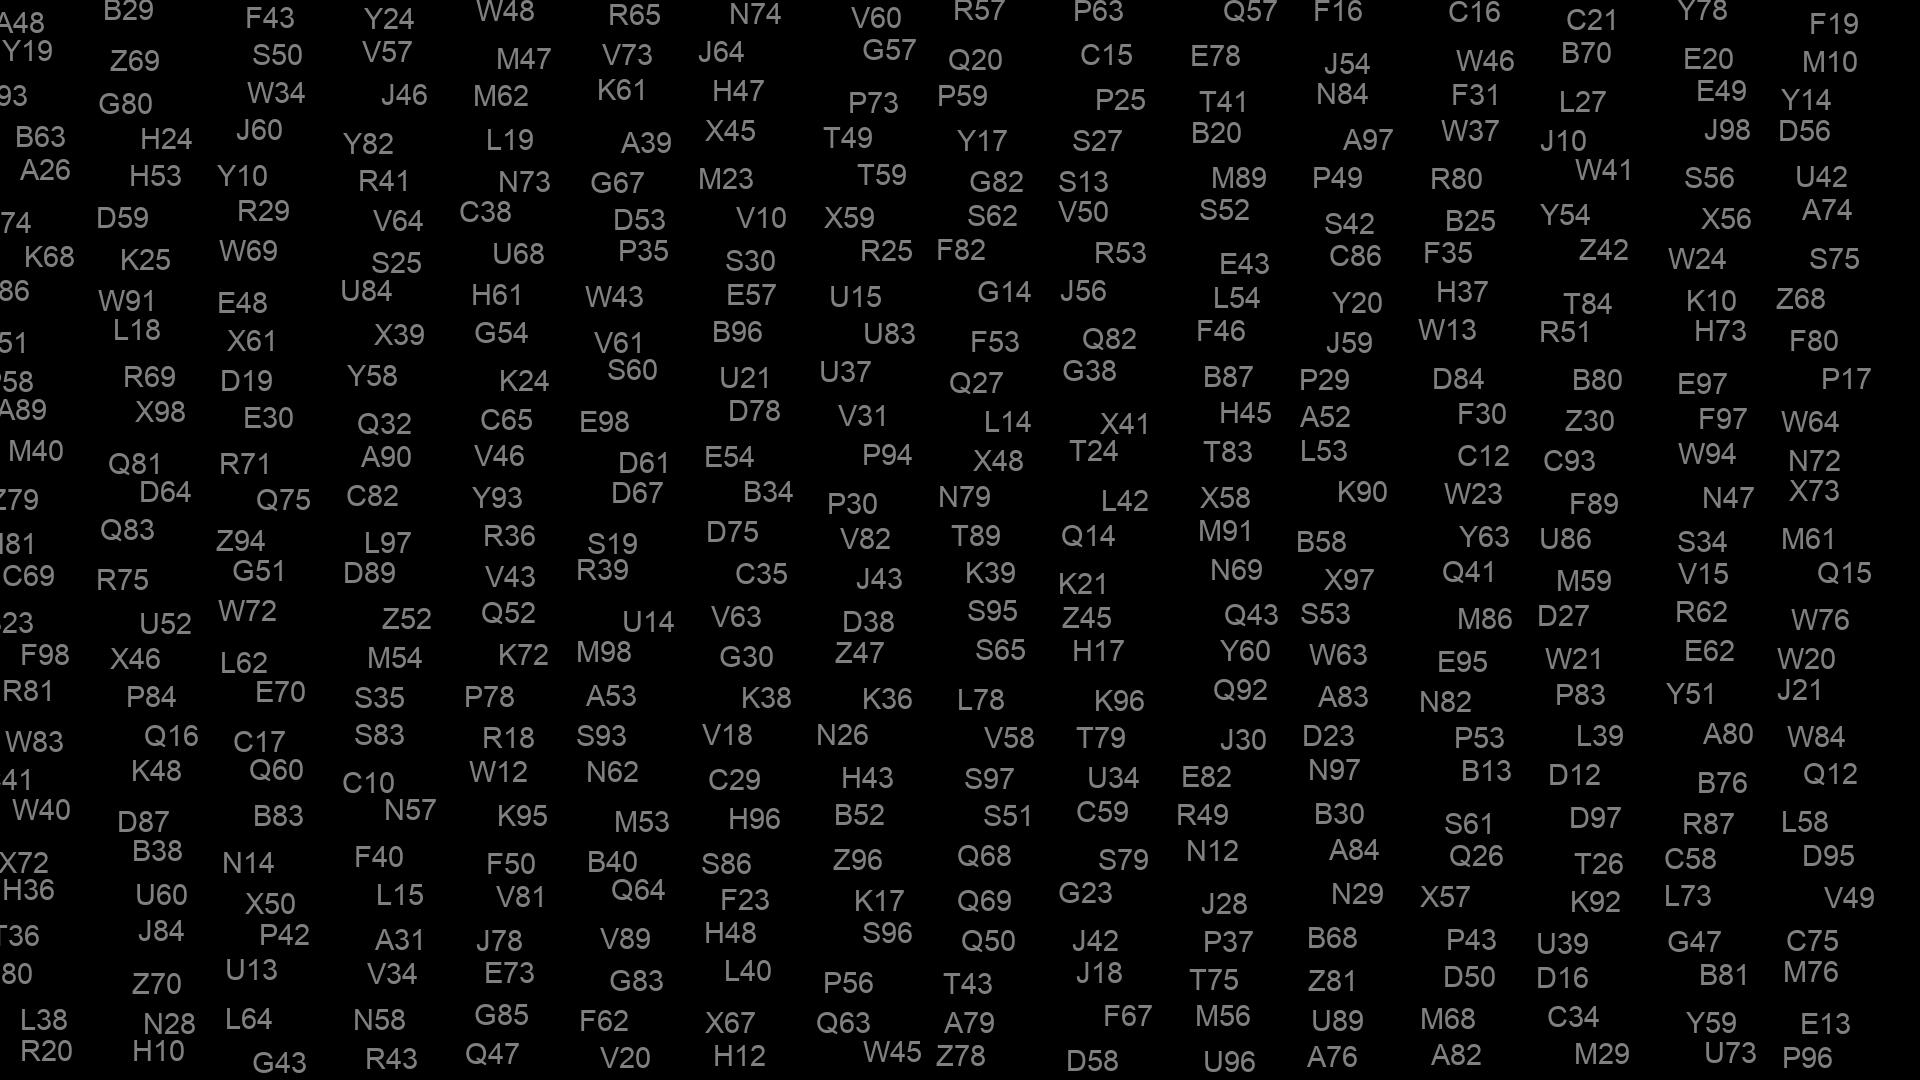 A48 B29 F43 Y24 W48 R65 N74 V60 R57 P63 Q57 F16 C16 C21 Y78 F19
Y19 Z69 S50 V57 M47 V73 J64 G57 Q20 C15 E78 J54 W46 B70 E20 M10
93 G80 W34 J46 M62 K61 H47 P73 P59 P25 T41 N84 F31 L27 E49 Y14
B63 H24 J60 Y82 L19 A39 X45 T49 Y17 S27 B20 A97 W37 J10 J98 D56
A26 H53 Y10 R41 N73 G67 M23 T59 G82 S13 M89 P49 R80 W41 S56 U42
74 D59 R29 V64 C38 D53 V10 X59 S62 V50 S52 S42 B25 Y54 X56 A74
K68 K25 W69 S25 U68 P35 S30 R25 F82 R53 E43 C86 F35 Z42 W24 S75
86 W91 E48 U84 H61 W43 E57 U15 G14 J56 L54 Y20 H37 T84 K10 Z68
51 L18 X61 X39 G54 V61 B96 U83 F53 Q82 F46 J59 W13 R51 H73 F80
58 R69 D19 Y58 K24 S60 U21 U37 Q27 G38 B87 P29 D84 B80 E97 P17
A89 X98 E30 Q32 C65 E98 D78 V31 L14 X41 H45 A52 F30 Z30 F97 W64
M40 Q81 R71 A90 V46 D61 E54 P94 X48 T24 T83 L53 C12 C93 W94 N72
Z79 D64 Q75 C82 Y93 D67 B34 P30 N79 L42 X58 K90 W23 F89 N47 X73
81 Q83 Z94 L97 R36 S19 D75 V82 T89 Q14 M91 B58 Y63 U86 S34 M61
C69 R75 G51 D89 V43 R39 C35 J43 K39 K21 N69 X97 Q41 M59 V15 Q15
23 U52 W72 Z52 Q52 U14 V63 D38 S95 Z45 Q43 S53 M86 D27 R62 W76
F98 X46 L62 M54 K72 M98 G30 Z47 S65 H17 Y60 W63 E95 W21 E62 W20
R81 P84 E70 S35 P78 A53 K38 K36 L78 K96 Q92 A83 N82 P83 Y51 J21
W83 Q16 C17 S83 R18 S93 V18 N26 V58 T79 J30 D23 P53 L39 A80 W84
41 K48 Q60 C10 W12 N62 C29 H43 S97 U34 E82 N97 B13 D12 B76 Q12
W40 D87 B83 N57 K95 M53 H96 B52 S51 C59 R49 B30 S61 D97 R87 L58
X72 B38 N14 F40 F50 B40 S86 Z96 Q68 S79 N12 A84 Q26 T26 C58 D95
H36 U60 X50 L15 V81 Q64 F23 K17 Q69 G23 J28 N29 X57 K92 L73 V49
T36 J84 P42 A31 J78 V89 H48 S96 Q50 J42 P37 B68 P43 U39 G47 C75
80 Z70 U13 V34 E73 G83 L40 P56 T43 J18 T75 Z81 D50 D16 B81 M76
L38 N28 L64 N58 G85 F62 X67 Q63 A79 F67 M56 U89 M68 C34 Y59 E13
R20 H10 G43 R43 Q47 V20 H12 W45 Z78 D58 U96 A76 A82 M29 U73 P96